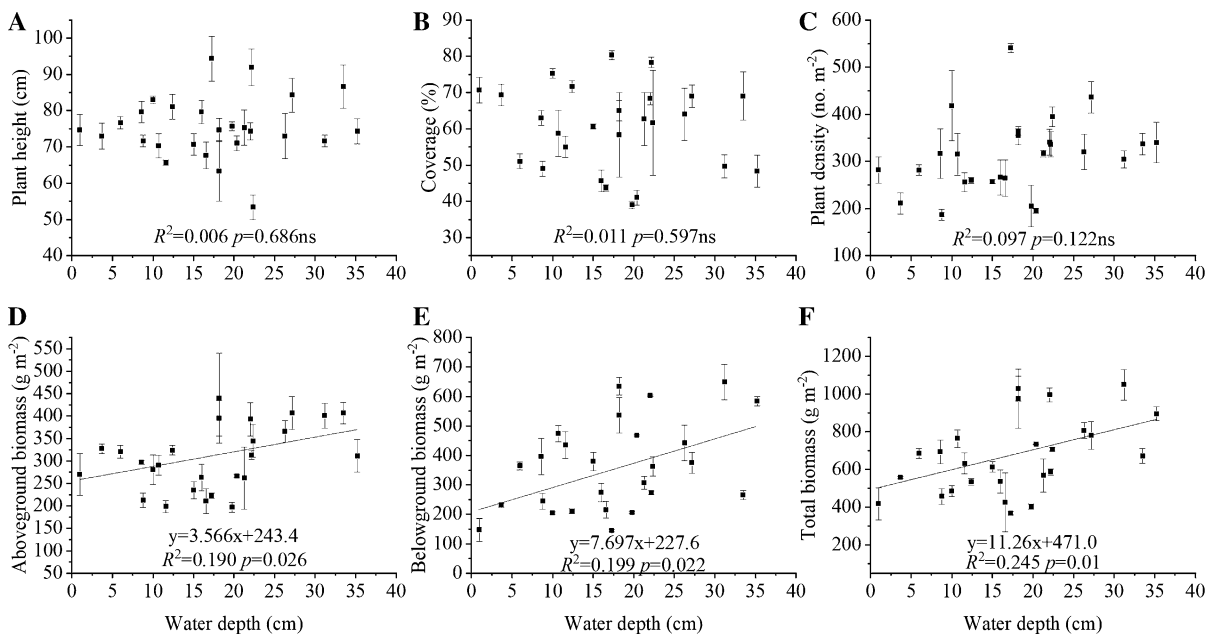 A
Plant height (cm)
100
90
80
70
60
50
40
R²=0.006 p=0.686ns
0 5 10 15 20 25 30 35 40
B
Coverage (%)
90
80
70
60
50
40
30
R²=0.011 p=0.597ns
0 5 10 15 20 25 30 35 40
C
Plant density (no. m⁻²)
600
500
400
300
200
100
R²=0.097 p=0.122ns
0 5 10 15 20 25 30 35 40
D
Aboveground biomass (g m⁻²)
550
500
450
400
350
300
250
200
150
100
50
y=3.566x+243.4
R²=0.190 p=0.026
0 5 10 15 20 25 30 35 40
Water depth (cm)
E
Belowground biomass (g m⁻²)
800
700
600
500
400
300
200
100
0
y=7.697x+227.6
R²=0.199 p=0.022
0 5 10 15 20 25 30 35 40
Water depth (cm)
F
Total biomass (g m⁻²)
1200
1000
800
600
400
200
y=11.26x+471.0
R²=0.245 p=0.01
0 5 10 15 20 25 30 35 40
Water depth (cm)